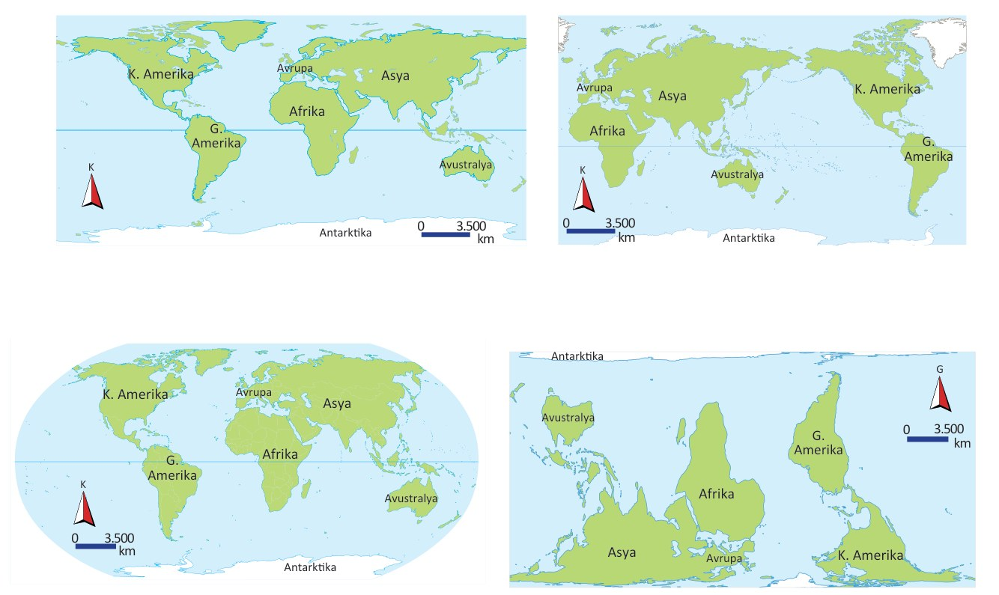 K. Amerika
Avrupa
Asya
Afrika
G.
Amerika
Avustralya
K
Antarktika
0 3.500
km
Avrupa
Asya
K. Amerika
Afrika
G.
Amerika
Avustralya
K
0 3.500
km
Antarktika
K. Amerika
Avrupa
Asya
Afrika
G.
Amerika
Avustralya
K
0 3.500
km
Antarktika
Antarktika
G
Avustralya
0 3.500
km
G.
Amerika
Afrika
Asya
Avrupa
K. Amerika